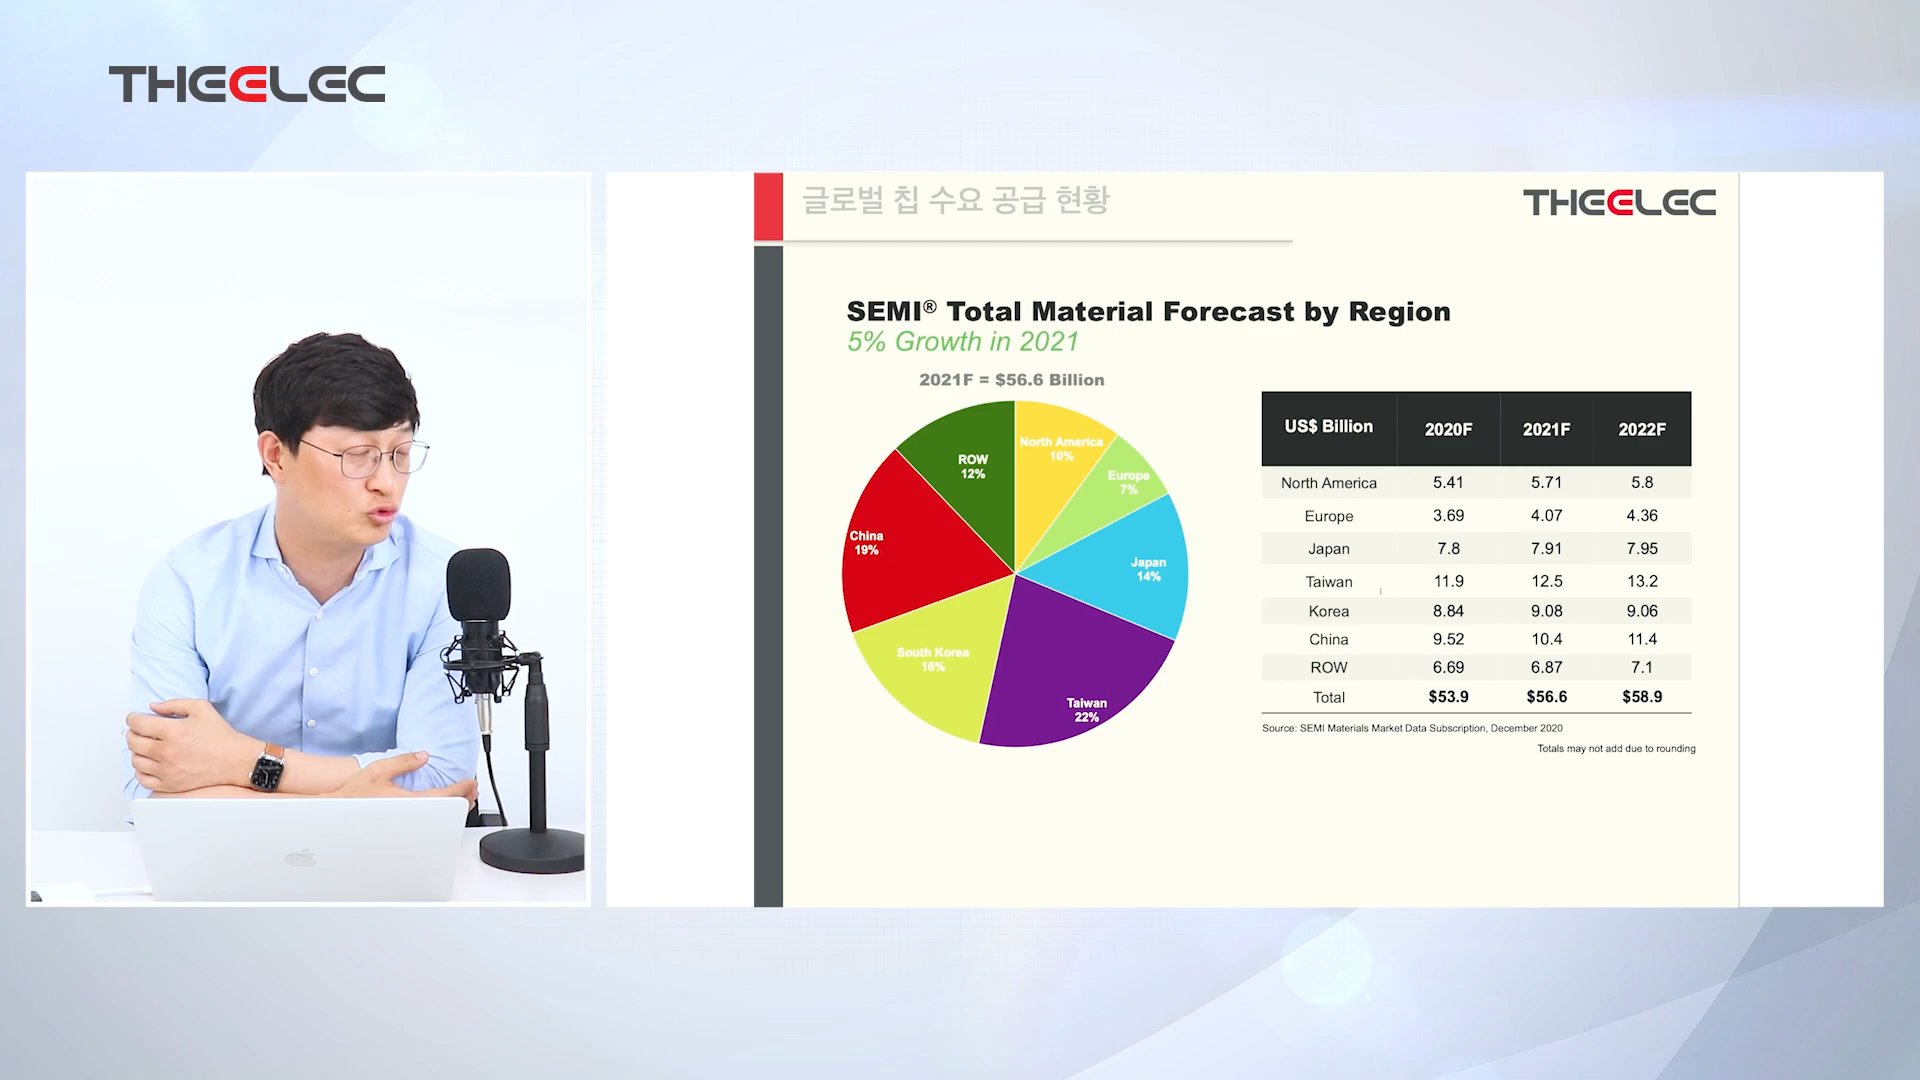 THEELEC
글로벌 칩 수요 공급 현황
THEELEC
SEMI® Total Material Forecast by Region
5% Growth in 2021
2021F = $56.6 Billion
North America
10%
Europe
7%
Japan
14%
Taiwan
22%
South Korea
16%
China
19%
ROW
12%
US$ Billion 2020F 2021F 2022F
North America 5.41 5.71 5.8
Europe 3.69 4.07 4.36
Japan 7.8 7.91 7.95
Taiwan 11.9 12.5 13.2
Korea 8.84 9.08 9.06
China 9.52 10.4 11.4
ROW 6.69 6.87 7.1
Total $53.9 $56.6 $58.9
Source: SEMI Materials Market Data Subscription, December 2020
Totals may not add due to rounding